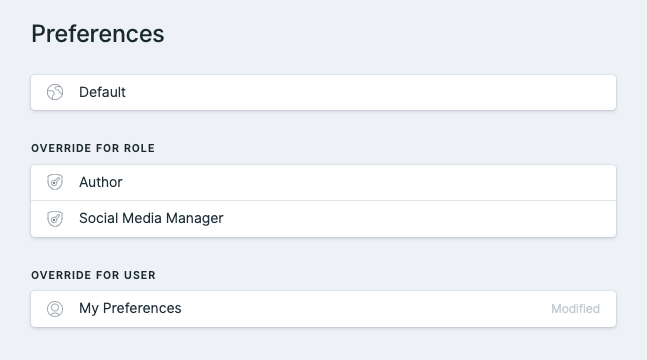 Preferences
Default
OVERRIDE FOR ROLE
Author
Social Media Manager
OVERRIDE FOR USER
My Preferences Modified